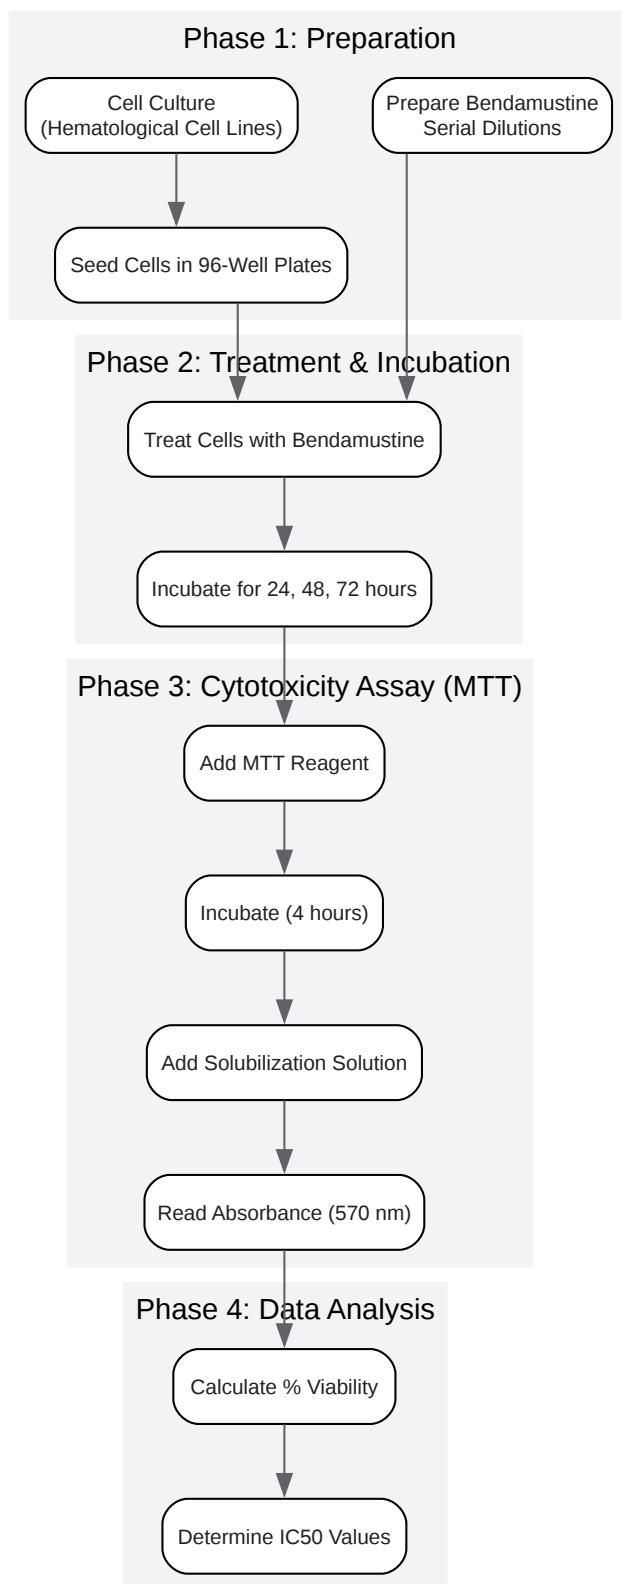 Phase 1: Preparation
Cell Culture
(Hematological Cell Lines)
Prepare Bendamustine
Serial Dilutions
Seed Cells in 96-Well Plates
Phase 2: Treatment & Incubation
Treat Cells with Bendamustine
Incubate for 24, 48, 72 hours
Phase 3: Cytotoxicity Assay (MTT)
Add MTT Reagent
Incubate (4 hours)
Add Solubilization Solution
Read Absorbance (570 nm)
Phase 4: Data Analysis
Calculate % Viability
Determine IC50 Values